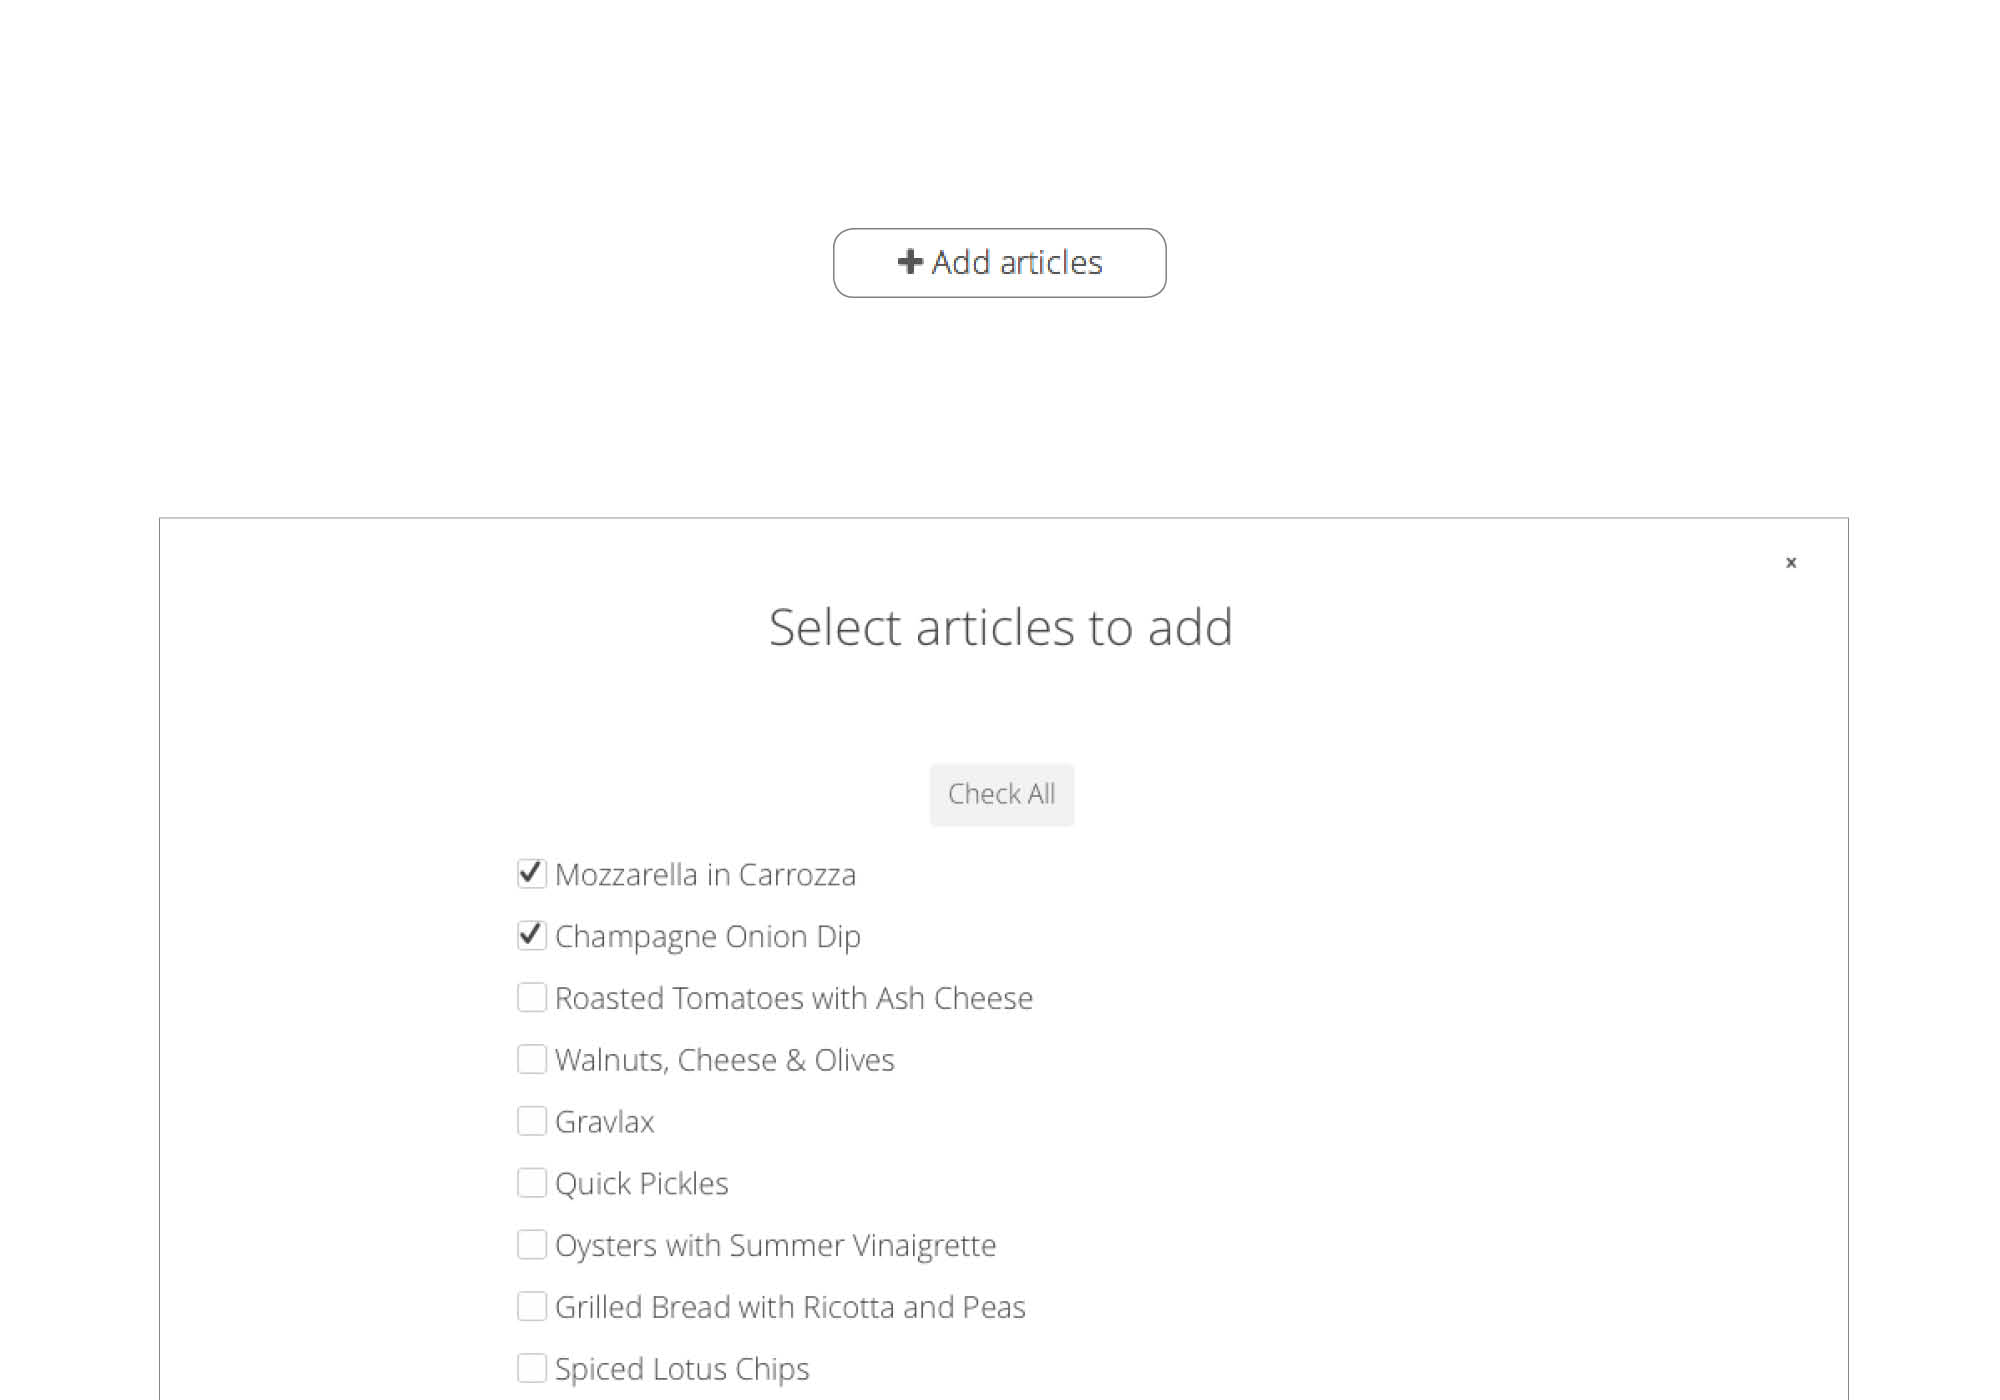 Add articles
x
Select articles to add
Check All
Mozzarella in Carrozza
Champagne Onion Dip
Roasted Tomatoes with Ash Cheese
Walnuts, Cheese & Olives
Gravlax
Quick Pickles
Oysters with Summer Vinaigrette
Grilled Bread with Ricotta and Peas
Spiced Lotus Chips